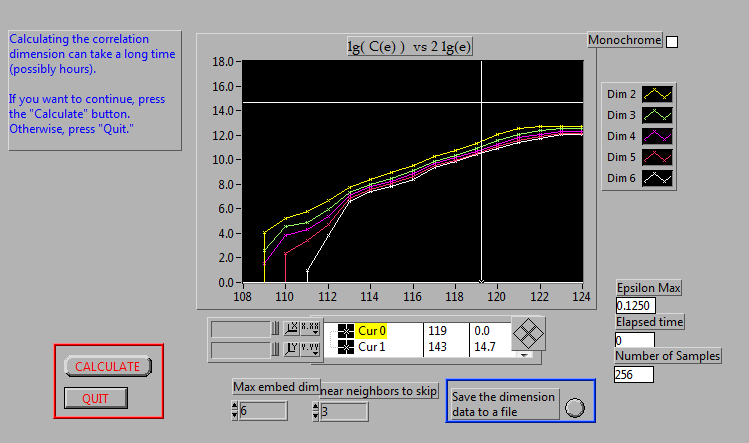 Calculating the correlation
dimension can take a long time
(possibly hours).
If you want to continue, press
the "Calculate" button.
Otherwise, press "Quit."
lg( C(e) ) vs 2 lg(e)
Monochrome
18.0
16.0
14.0
12.0
10.0
8.0
6.0
4.0
2.0
0.0
108 110 112 114 116 118 120 122 124
Dim 2
Dim 3
Dim 4
Dim 5
Dim 6
X X.XX
Y Y.YY
Cur 0 119 0.0
Cur 1 143 14.7
Epsilon Max
0.1250
Elapsed time
0
Number of Samples
256
CALCULATE
QUIT
Max embed dim
6
near neighbors to skip
3
Save the dimension
data to a file